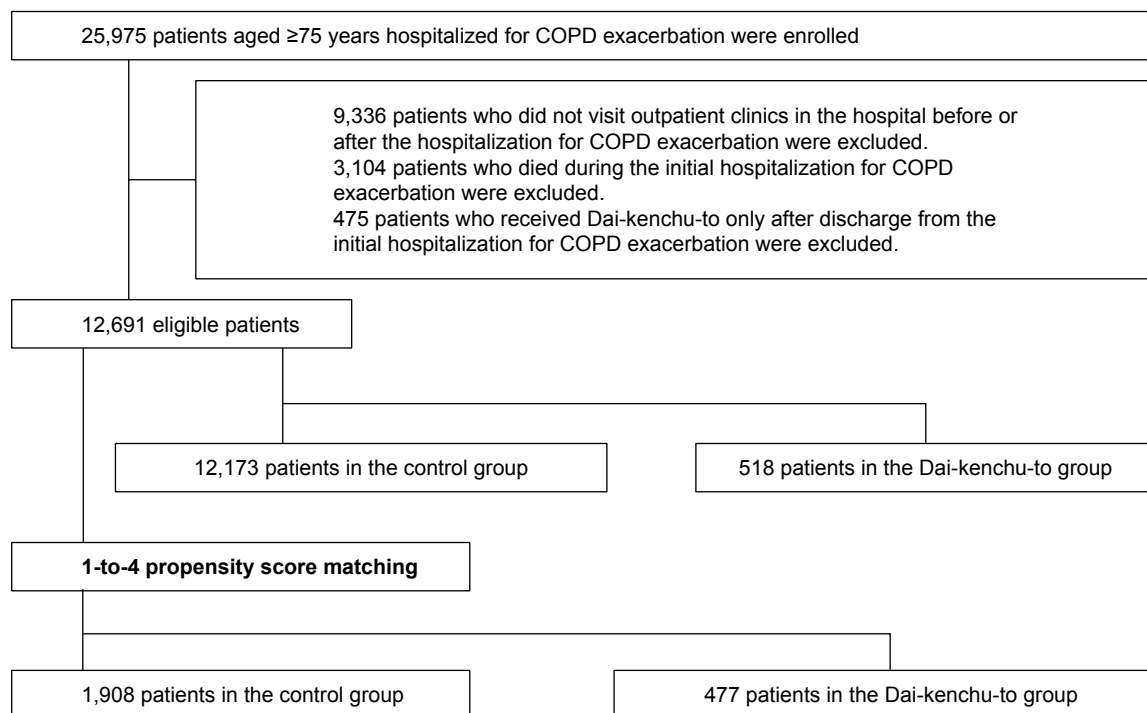 25,975 patients aged ≥75 years hospitalized for COPD exacerbation were enrolled
9,336 patients who did not visit outpatient clinics in the hospital before or
after the hospitalization for COPD exacerbation were excluded.
3,104 patients who died during the initial hospitalization for COPD
exacerbation were excluded.
475 patients who received Dai-kenchu-to only after discharge from the
initial hospitalization for COPD exacerbation were excluded.
12,691 eligible patients
12,173 patients in the control group
518 patients in the Dai-kenchu-to group
1-to-4 propensity score matching
1,908 patients in the control group
477 patients in the Dai-kenchu-to group